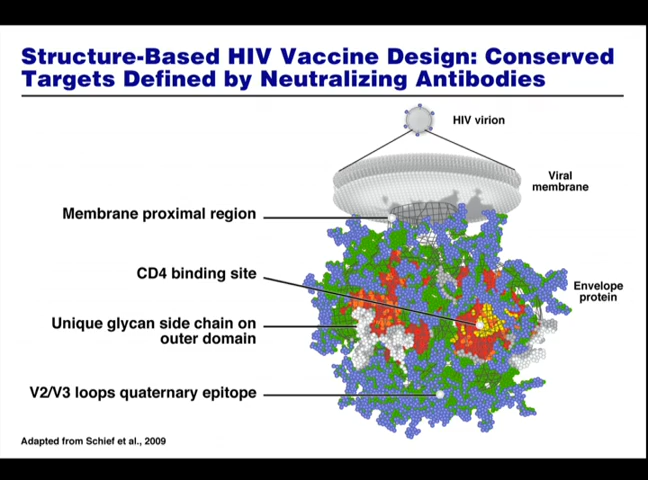 Structure-Based HIV Vaccine Design: Conserved
Targets Defined by Neutralizing Antibodies
HIV virion
Viral
membrane
Membrane proximal region
CD4 binding site
Envelope
protein
Unique glycan side chain on
outer domain
V2/V3 loops quaternary epitope
Adapted from Schief et al., 2009